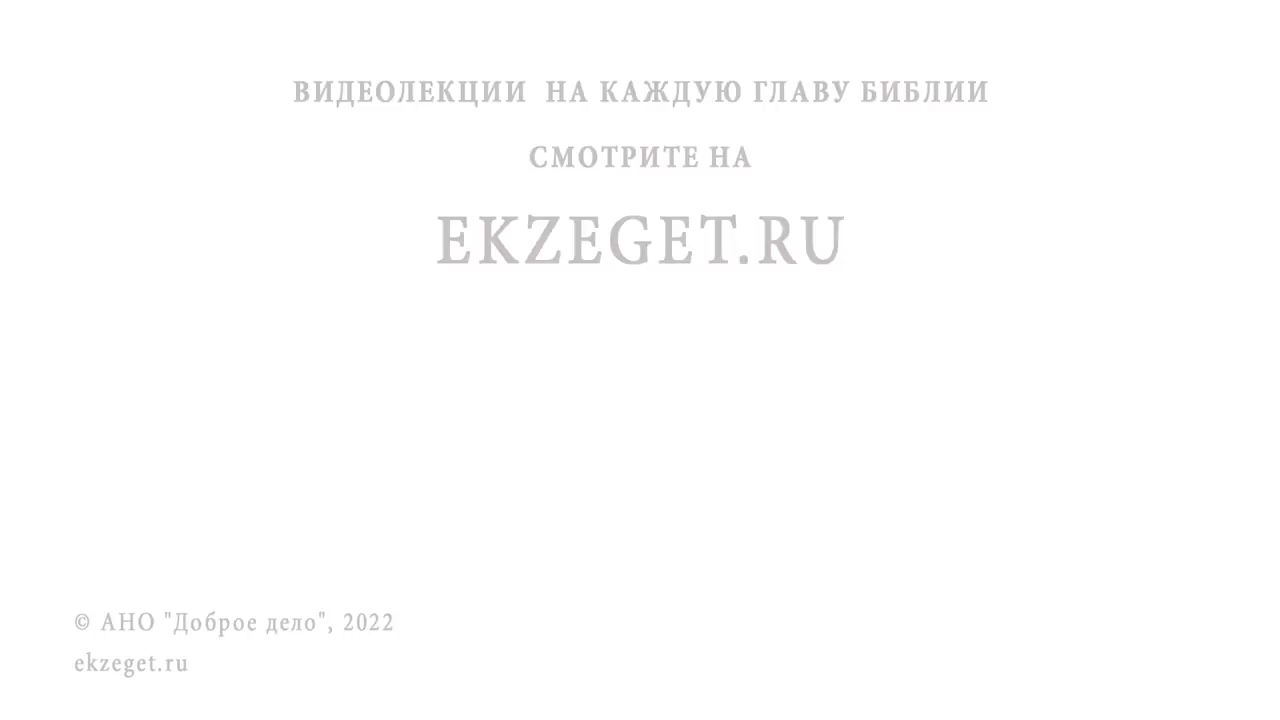 ВИДЕОЛЕКЦИИ НА КАЖДУЮ ГЛАВУ БИБЛИИ
СМОТРИТЕ НА
EKZEGET.RU
© АНО "Доброе дело", 2022
ekzeget.ru